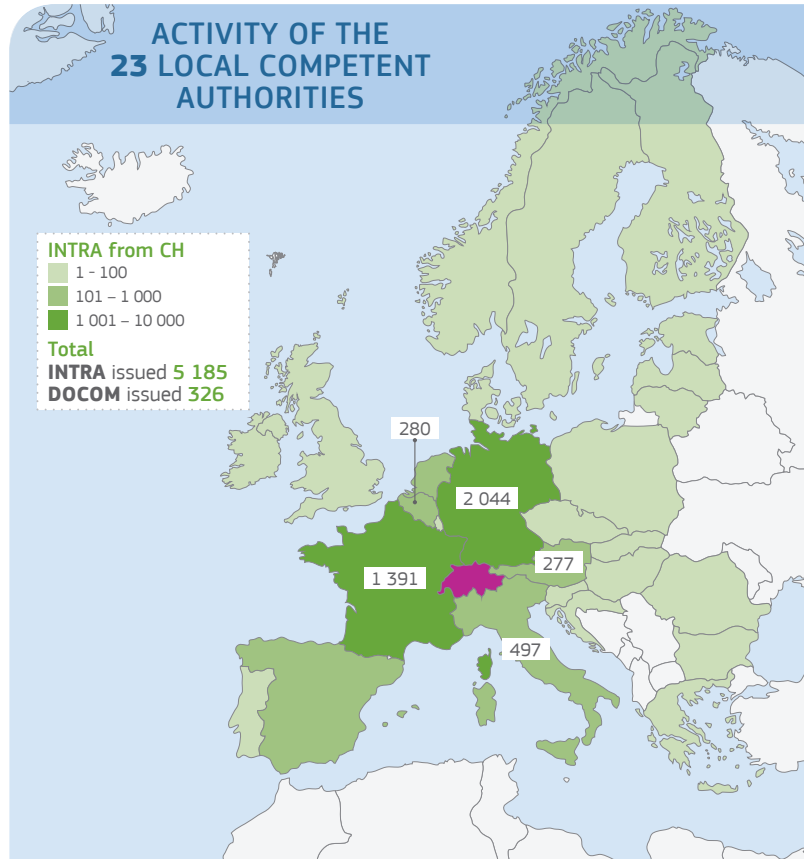 ACTIVITY OF THE
23 LOCAL COMPETENT
AUTHORITIES
INTRA from CH
1 - 100
101 – 1 000
1 001 – 10 000
Total
INTRA issued 5 185
DOCOM issued 326
280
2 044
277
1 391
497